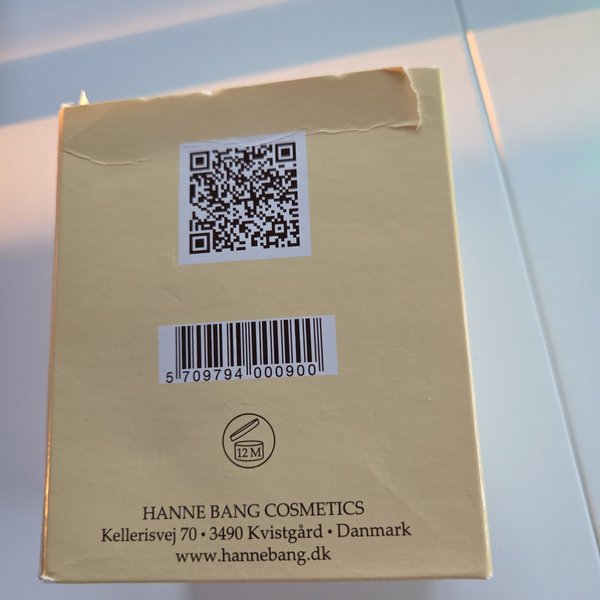 5 709794 000900
12 M
HANNE BANG COSMETICS
Kellerisvej 70 • 3490 Kvistgård • Danmark
www.hannebang.dk